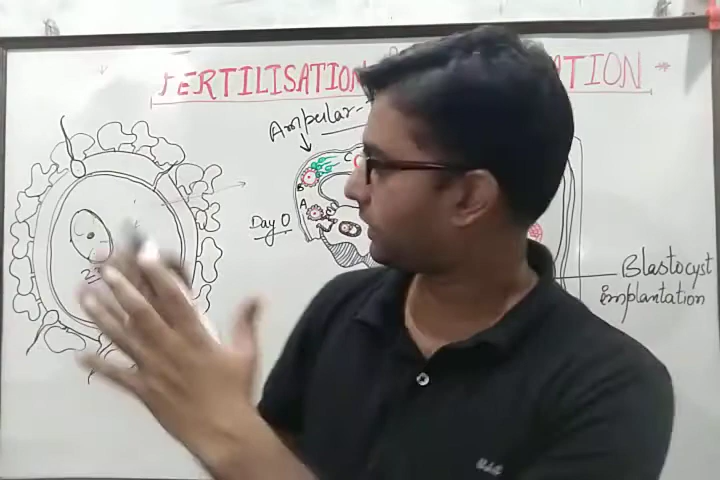 FERTILISATION
ATION
Ampular-
C
B
A
Day 0
Blastocyst
implantation